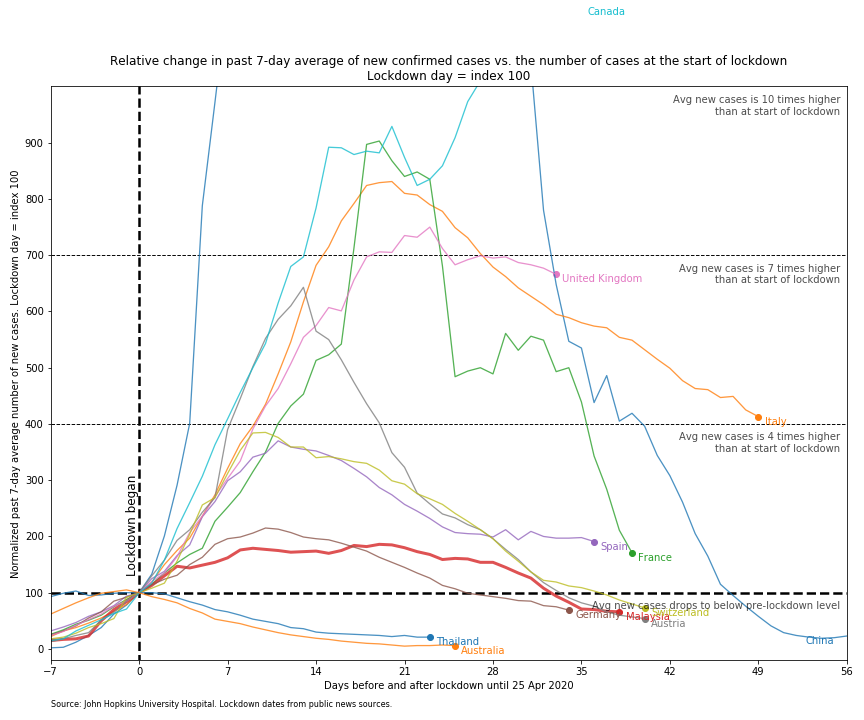 Canada
Relative change in past 7-day average of new confirmed cases vs. the number of cases at the start of lockdown
Lockdown day = index 100
Normalized past 7-day average number of new cases. Lockdown day = index 100
900
800
700
600
500
400
300
200
100
0
Lockdown began
Avg new cases is 10 times higher
than at start of lockdown
Avg new cases is 7 times higher
than at start of lockdown
United Kingdom
Italy
Avg new cases is 4 times higher
than at start of lockdown
Spain
France
Avg new cases drops to below pre-lockdown level
Germany
Malaysia
Switzerland
Austria
Thailand
Australia
China
−7
0
7
14
21
28
35
42
49
56
Days before and after lockdown until 25 Apr 2020
Source: John Hopkins University Hospital. Lockdown dates from public news sources.